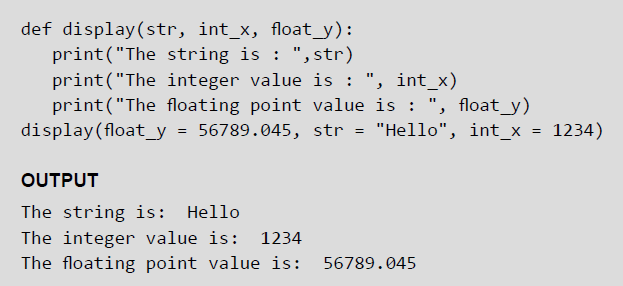 def display(str, int_x, float_y):
   print("The string is : ",str)
   print("The integer value is : ", int_x)
   print("The floating point value is : ", float_y)
display(float_y = 56789.045, str = "Hello", int_x = 1234)
OUTPUT
The string is:  Hello
The integer value is:  1234
The floating point value is:  56789.045